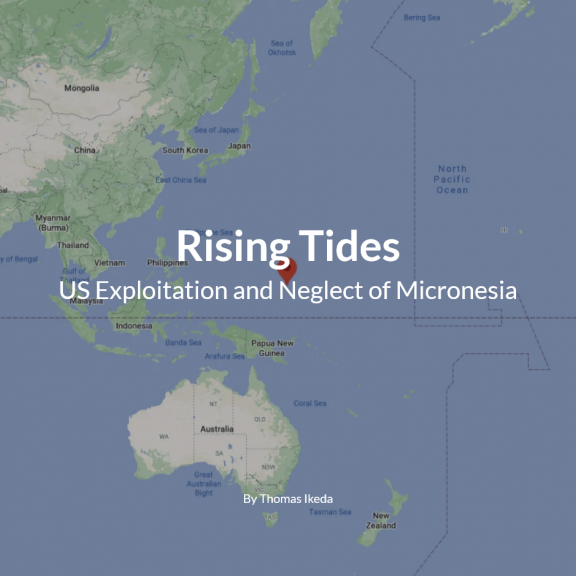 Bering Sea
Sea of
Okhotsk
Mongolia
Sea of Japan
China
South Korea
Japan
East China Sea
North
Pacific
Ocean
Myanmar
(Burma)
Rising Tides
Thailand
y of Bengal
Vietnam
Philippines
Gulf of
US Exploitation and Neglect of Micronesia
Malaysia
Indonesia
Banda Sea
Papua New
Guinea
Arafura Sea
Coral Sea
NT
QLD
Australia
WA
SA
NSW
Great
Australian
Bight
VIC
By Thomas Ikeda
TAS
Tasman Sea
New
Zealand